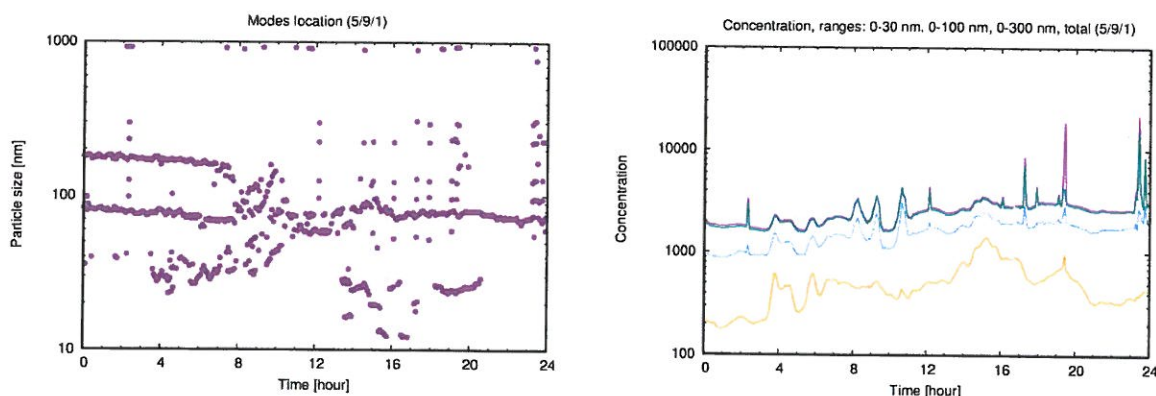 Modes location (5/9/1)
1000
100
10
Particle size [nm]
0 4 8 12 16 20 24
Time [hour]
Concentration, ranges: 0-30 nm, 0-100 nm, 0-300 nm, total (5/9/1)
100000
10000
1000
100
Concentration
0 4 8 12 16 20 24
Time [hour]